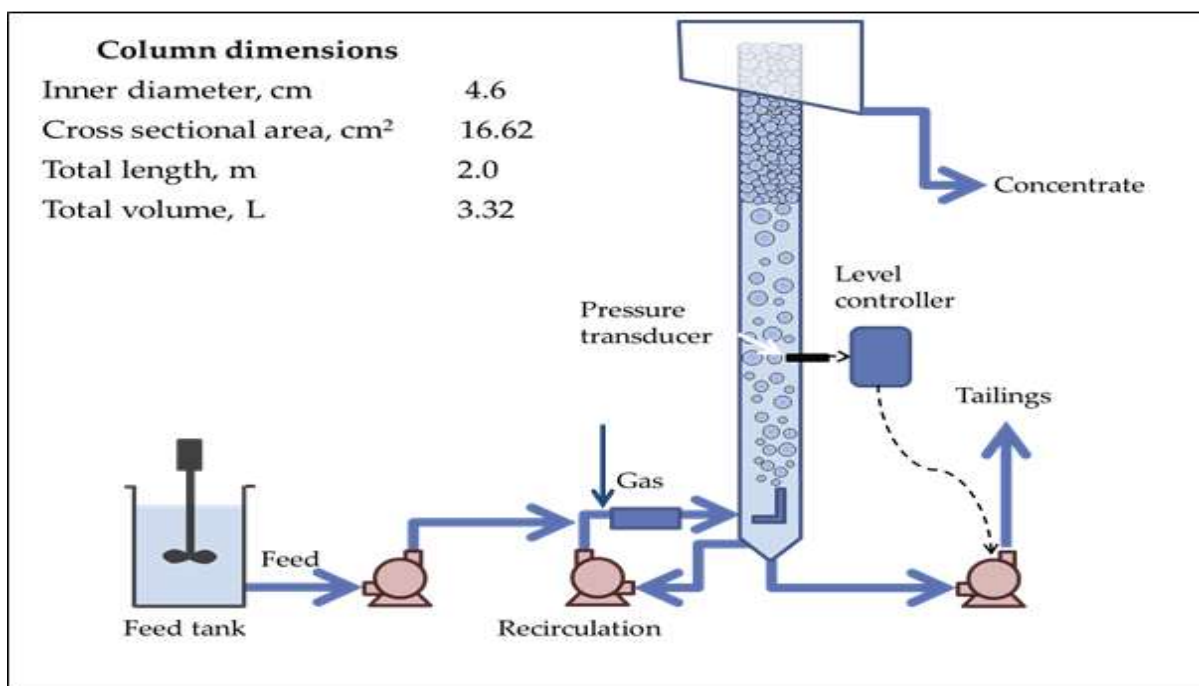 Column dimensions
Inner diameter, cm 4.6
Cross sectional area, cm² 16.62
Total length, m 2.0
Total volume, L 3.32
Concentrate
Level
controller
Pressure
transducer
Tailings
Gas
Feed
Feed tank
Recirculation